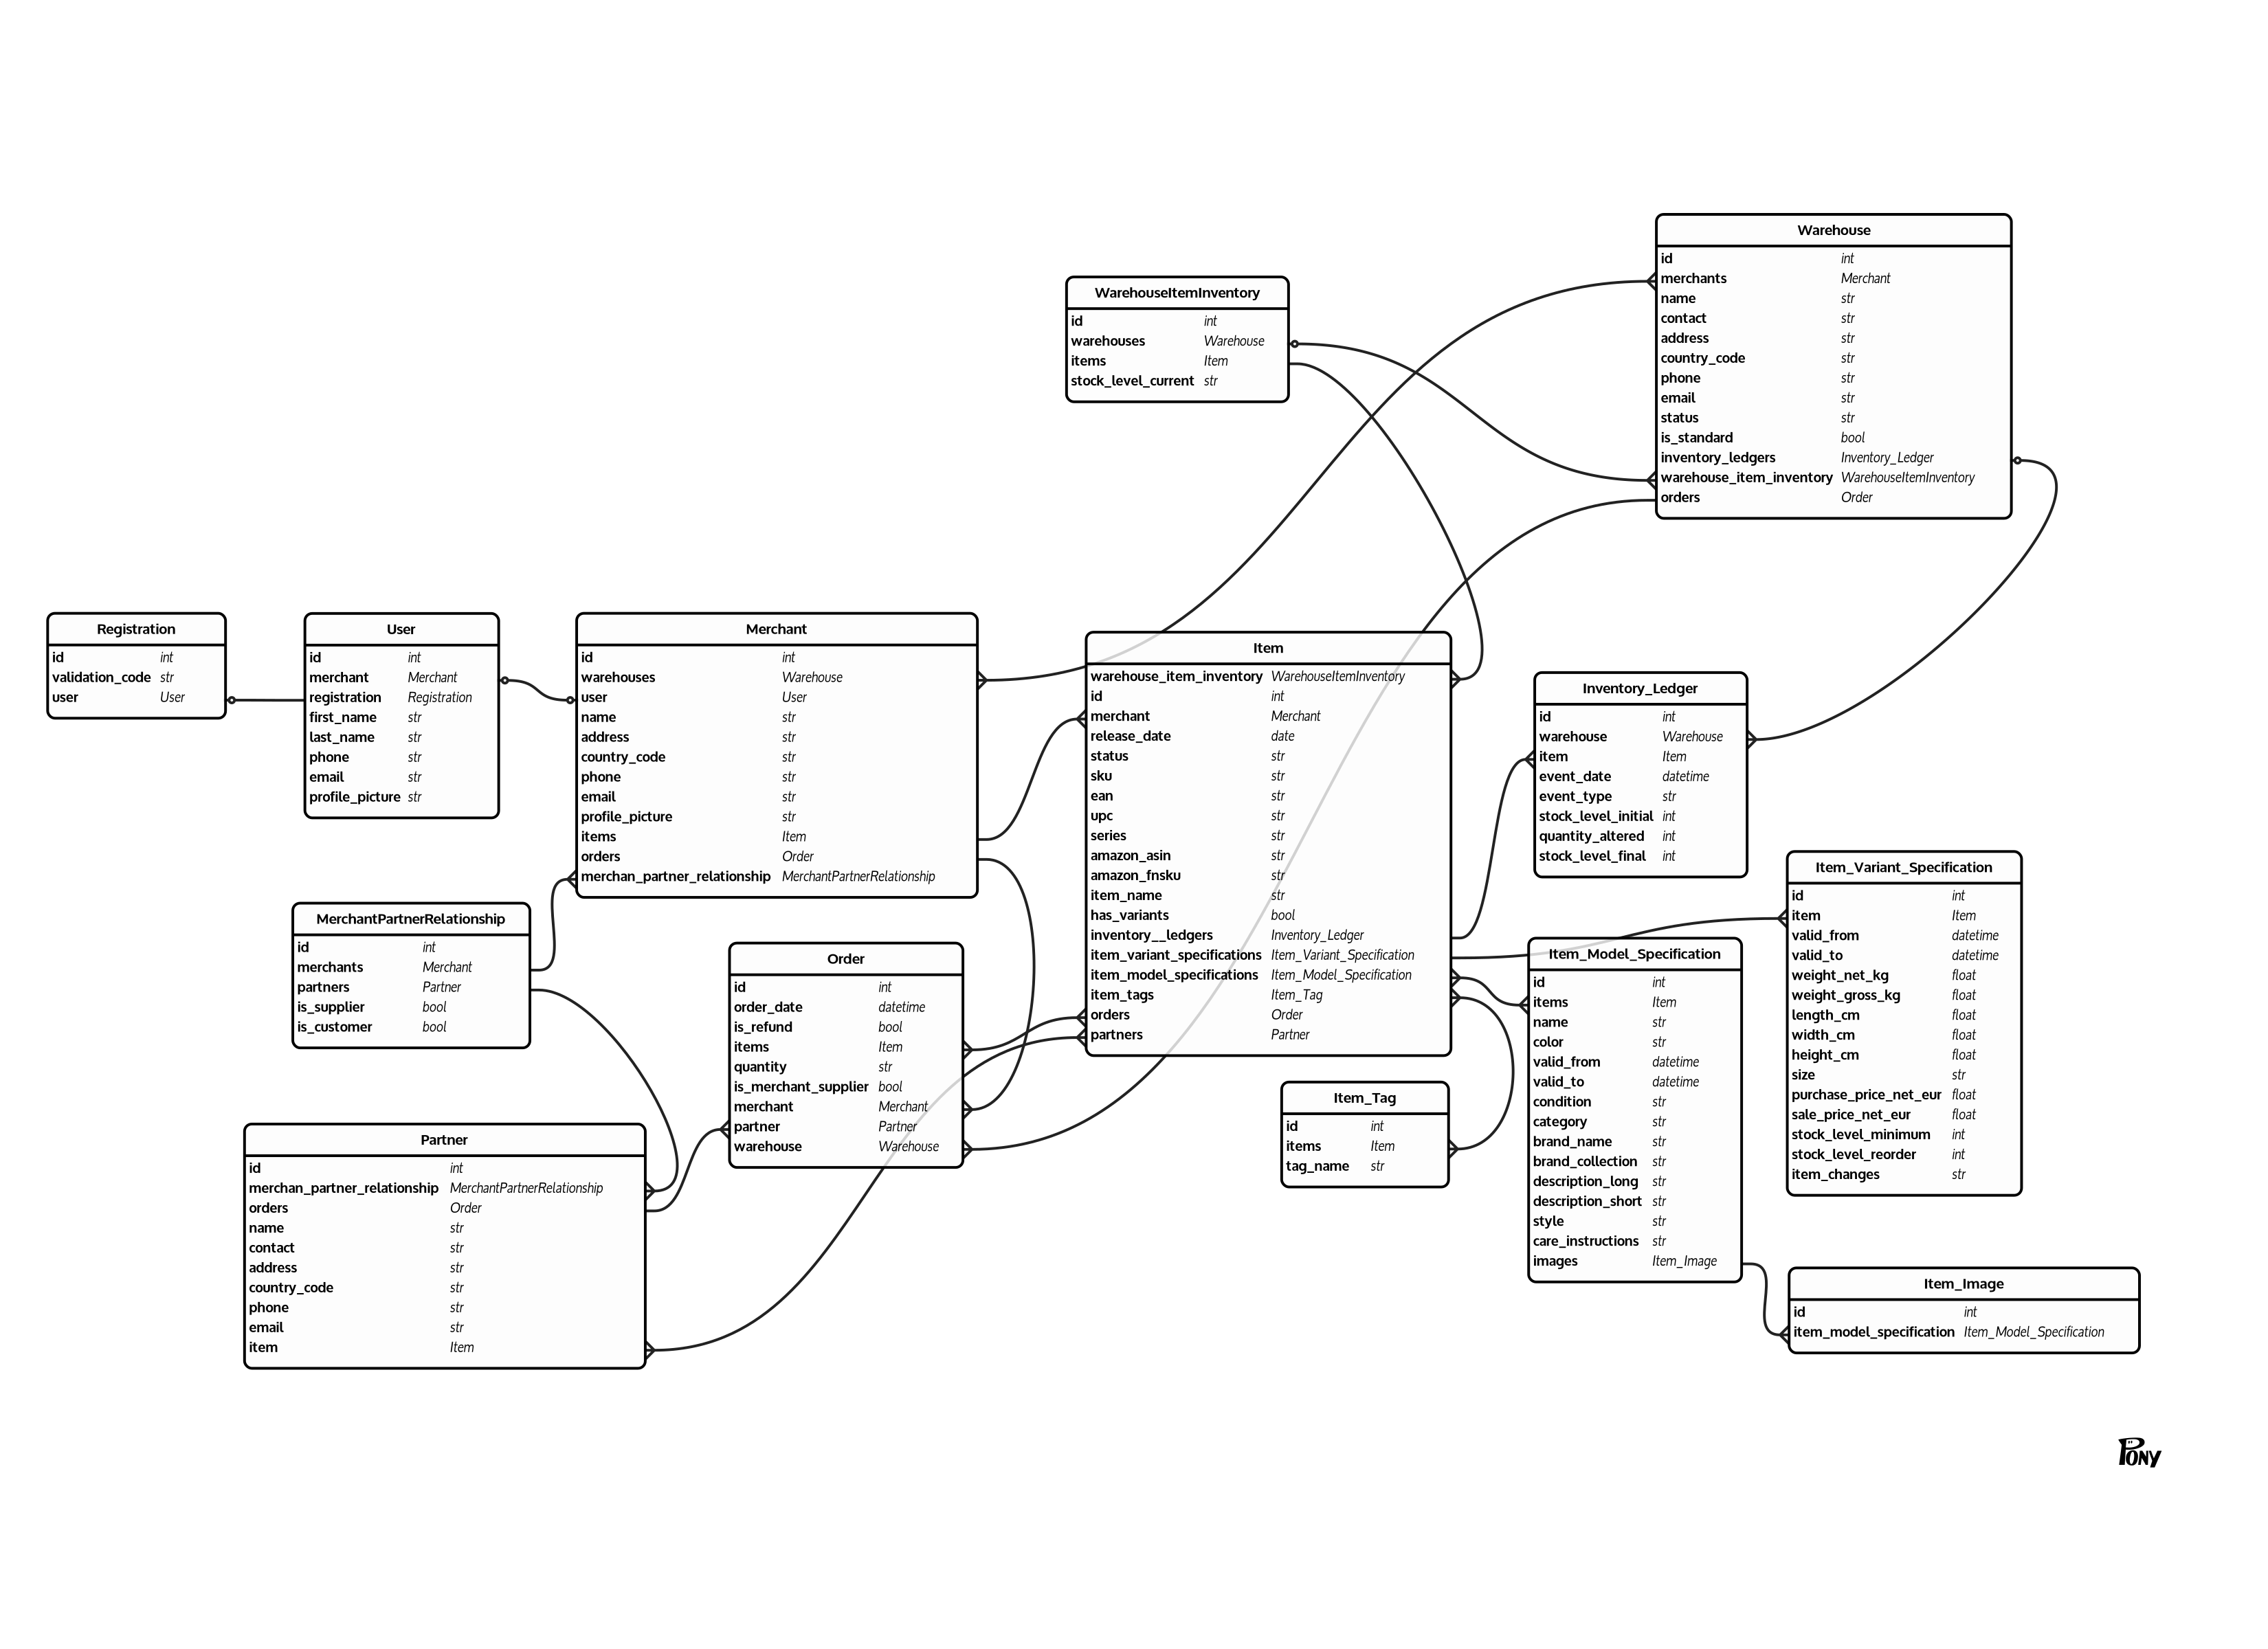 Warehouse
id int
merchants Merchant
name str
contact str
address str
country_code str
phone str
email str
status str
is_standard bool
inventory_ledgers Inventory_Ledger
warehouse_item_inventory WarehouseItemInventory
orders Order
WarehouseItemInventory
id int
warehouses Warehouse
items Item
stock_level_current str
Registration
id int
validation_code str
user User
User
id int
merchant Merchant
registration Registration
first_name str
last_name str
phone str
email str
profile_picture str
Merchant
id int
warehouses Warehouse
user User
name str
address str
country_code str
phone str
email str
profile_picture str
items Item
orders Order
merchan_partner_relationship MerchantPartnerRelationship
Item
warehouse_item_inventory WarehouseItemInventory
id int
merchant Merchant
release_date date
status str
sku str
ean str
upc str
series str
amazon_asin str
amazon_fnsku str
item_name str
has_variants bool
inventory__ledgers Inventory_Ledger
item_variant_specifications Item_Variant_Specification
item_model_specifications Item_Model_Specification
item_tags Item_Tag
orders Order
partners Partner
Inventory_Ledger
id int
warehouse Warehouse
item Item
event_date datetime
event_type str
stock_level_initial int
quantity_altered int
stock_level_final int
Item_Variant_Specification
id int
item Item
valid_from datetime
valid_to datetime
weight_net_kg float
weight_gross_kg float
length_cm float
width_cm float
height_cm float
size str
purchase_price_net_eur float
sale_price_net_eur float
stock_level_minimum int
stock_level_reorder int
item_changes str
MerchantPartnerRelationship
id int
merchants Merchant
partners Partner
is_supplier bool
is_customer bool
Order
id int
order_date datetime
is_refund bool
items Item
quantity str
is_merchant_supplier bool
merchant Merchant
partner Partner
warehouse Warehouse
Item_Model_Specification
id int
items Item
name str
color str
valid_from datetime
valid_to datetime
condition str
category str
brand_name str
brand_collection str
description_long str
description_short str
style str
care_instructions str
images Item_Image
Item_Tag
id int
items Item
tag_name str
Partner
id int
merchan_partner_relationship MerchantPartnerRelationship
orders Order
name str
contact str
address str
country_code str
phone str
email str
item Item
Item_Image
id int
item_model_specification Item_Model_Specification
PONY